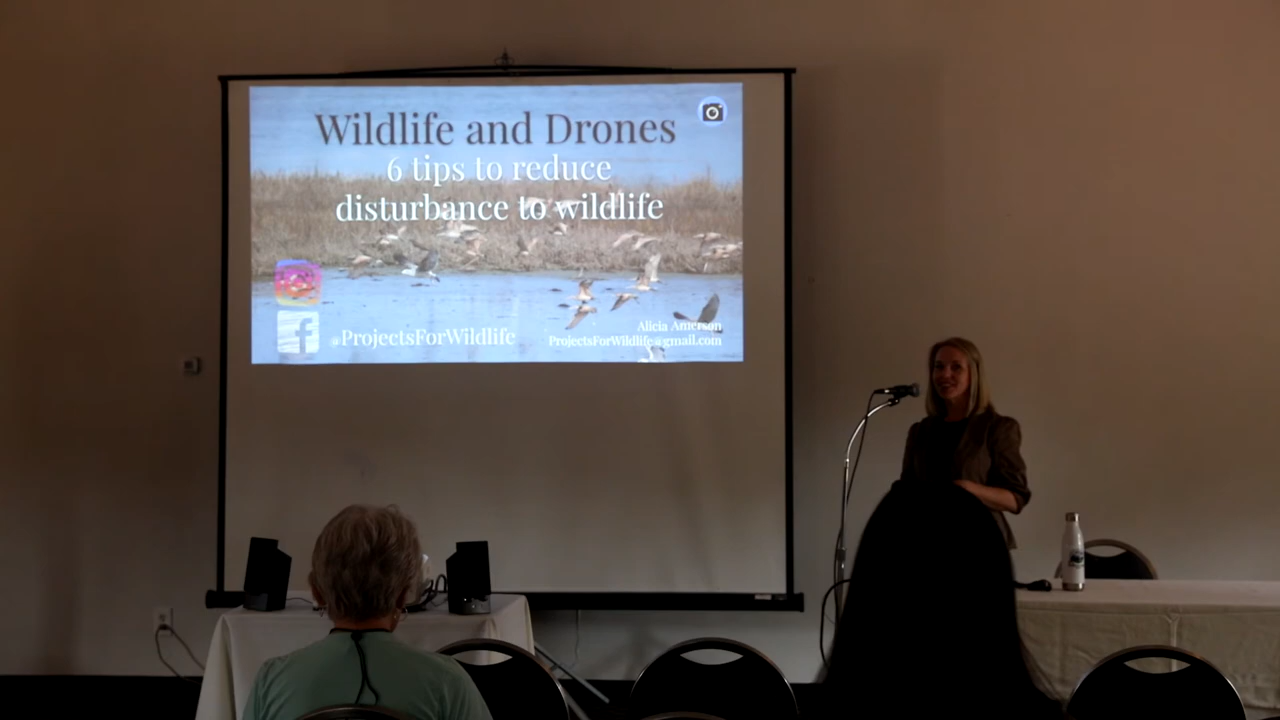 Wildlife and Drones
6 tips to reduce
disturbance to wildlife
@ProjectsForWildlife
Alicia Amerson
ProjectsForWildlife@gmail.com